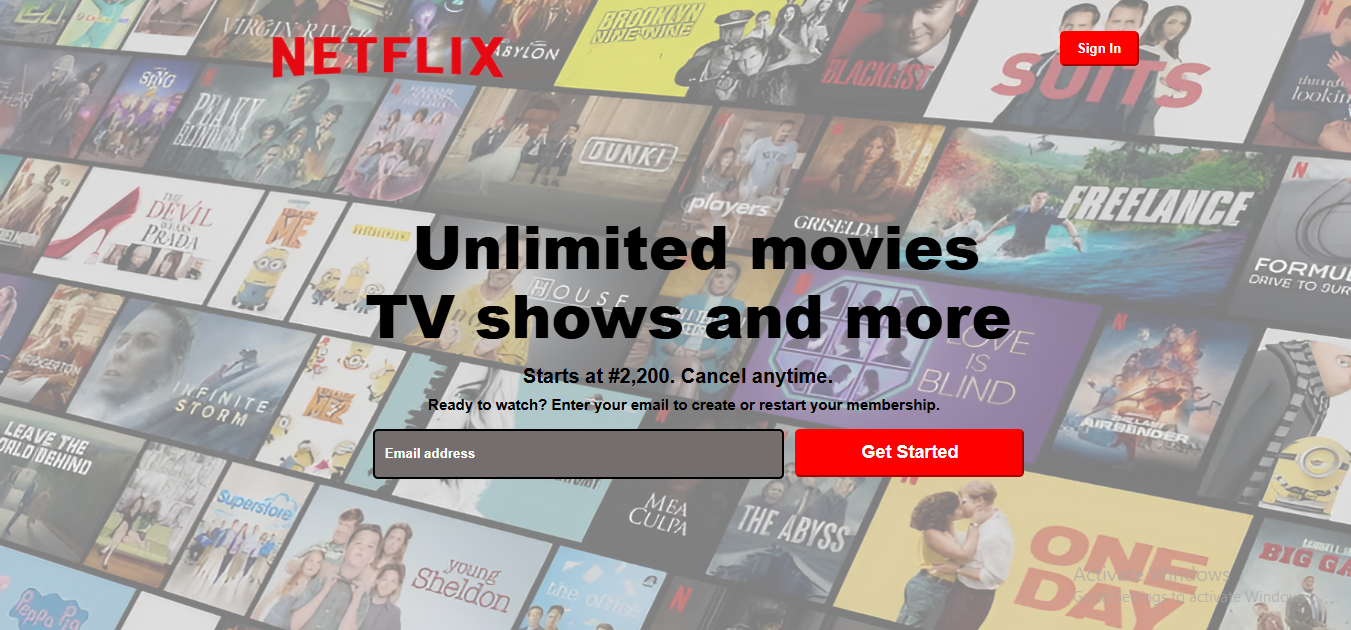 VIRGIN RIVER
BABYLON
BROOKLYN
NINE-NINE
NETFLIX
Sign In
BLACKLIST
SUITS
SING
PEAKY
BLINDERS
DUNKI
players
GRISELDA
FREELANCE
THE
DEVIL
WEARS
PRADA
ME
FORMU
DRIVE TO SUR
Unlimited movies
HOUSE
TV shows and more
LOVE
IS
BLIND
Starts at #2,200. Cancel anytime.
Ready to watch? Enter your email to create or restart your membership.
BRIDGERTON
INFINITE
STORM
ME2
AIRBENDER
LEAVE THE
WORLD BEHIND
Email address
Get Started
Superstore
MEA
CULPA
THE ABYSS
young
Sheldon
the office
ONE
DAY
BIG GA
Activate Windows
Go to Settings to activate Windows.
Peppa Pig